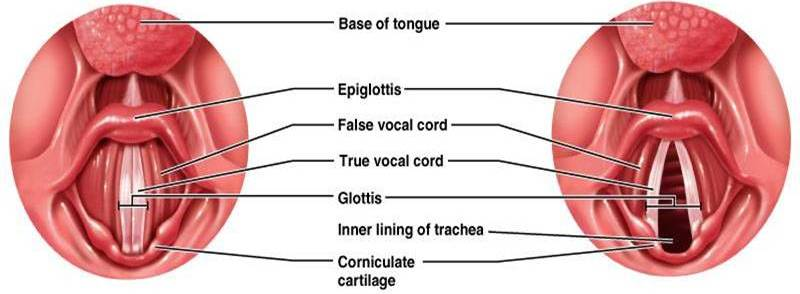 Base of tongue
Epiglottis
False vocal cord
True vocal cord
Glottis
Inner lining of trachea
Corniculate
cartilage